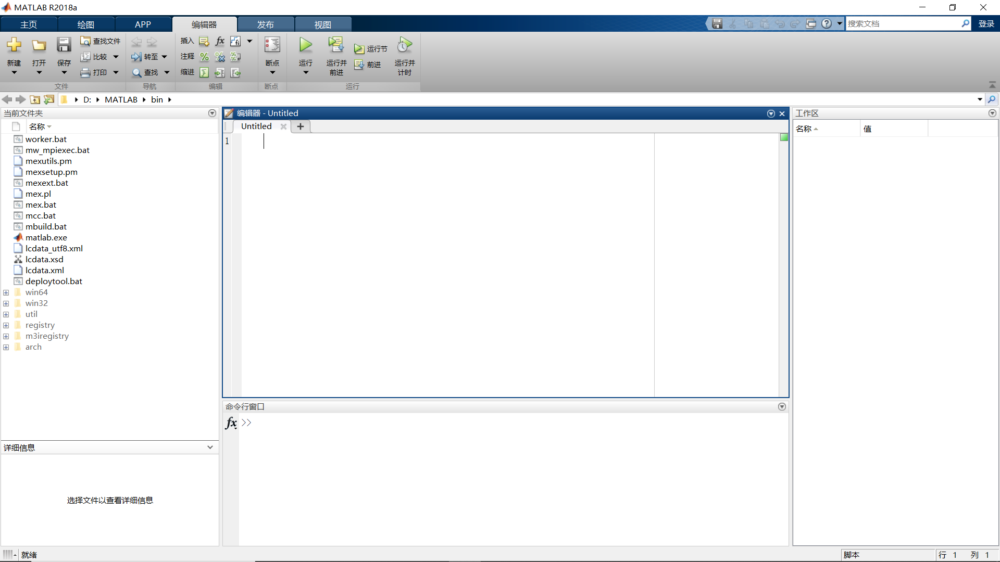 MATLAB R2018a
主页 绘图 APP 编辑器 发布 视图 搜索文档 登录
新建 打开 保存 查找文件 比较 打印
文件
转至 查找
导航
插入 fx fi
注释
缩进
编辑
断点
断点
运行 运行并前进 运行节 前进 运行并计时
运行
D: MATLAB bin
当前文件夹
名称
worker.bat
mw_mpiexec.bat
mexutils.pm
mexsetup.pm
mexext.bat
mex.pl
mex.bat
mcc.bat
mbuild.bat
matlab.exe
lcdata_utf8.xml
lcdata.xsd
lcdata.xml
deploytool.bat
win64
win32
util
registry
m3iregistry
arch
详细信息
选择文件以查看详细信息
编辑器 - Untitled
Untitled
1
命令行窗口
fx >>
工作区
名称 值
就绪
脚本 行 1 列 1